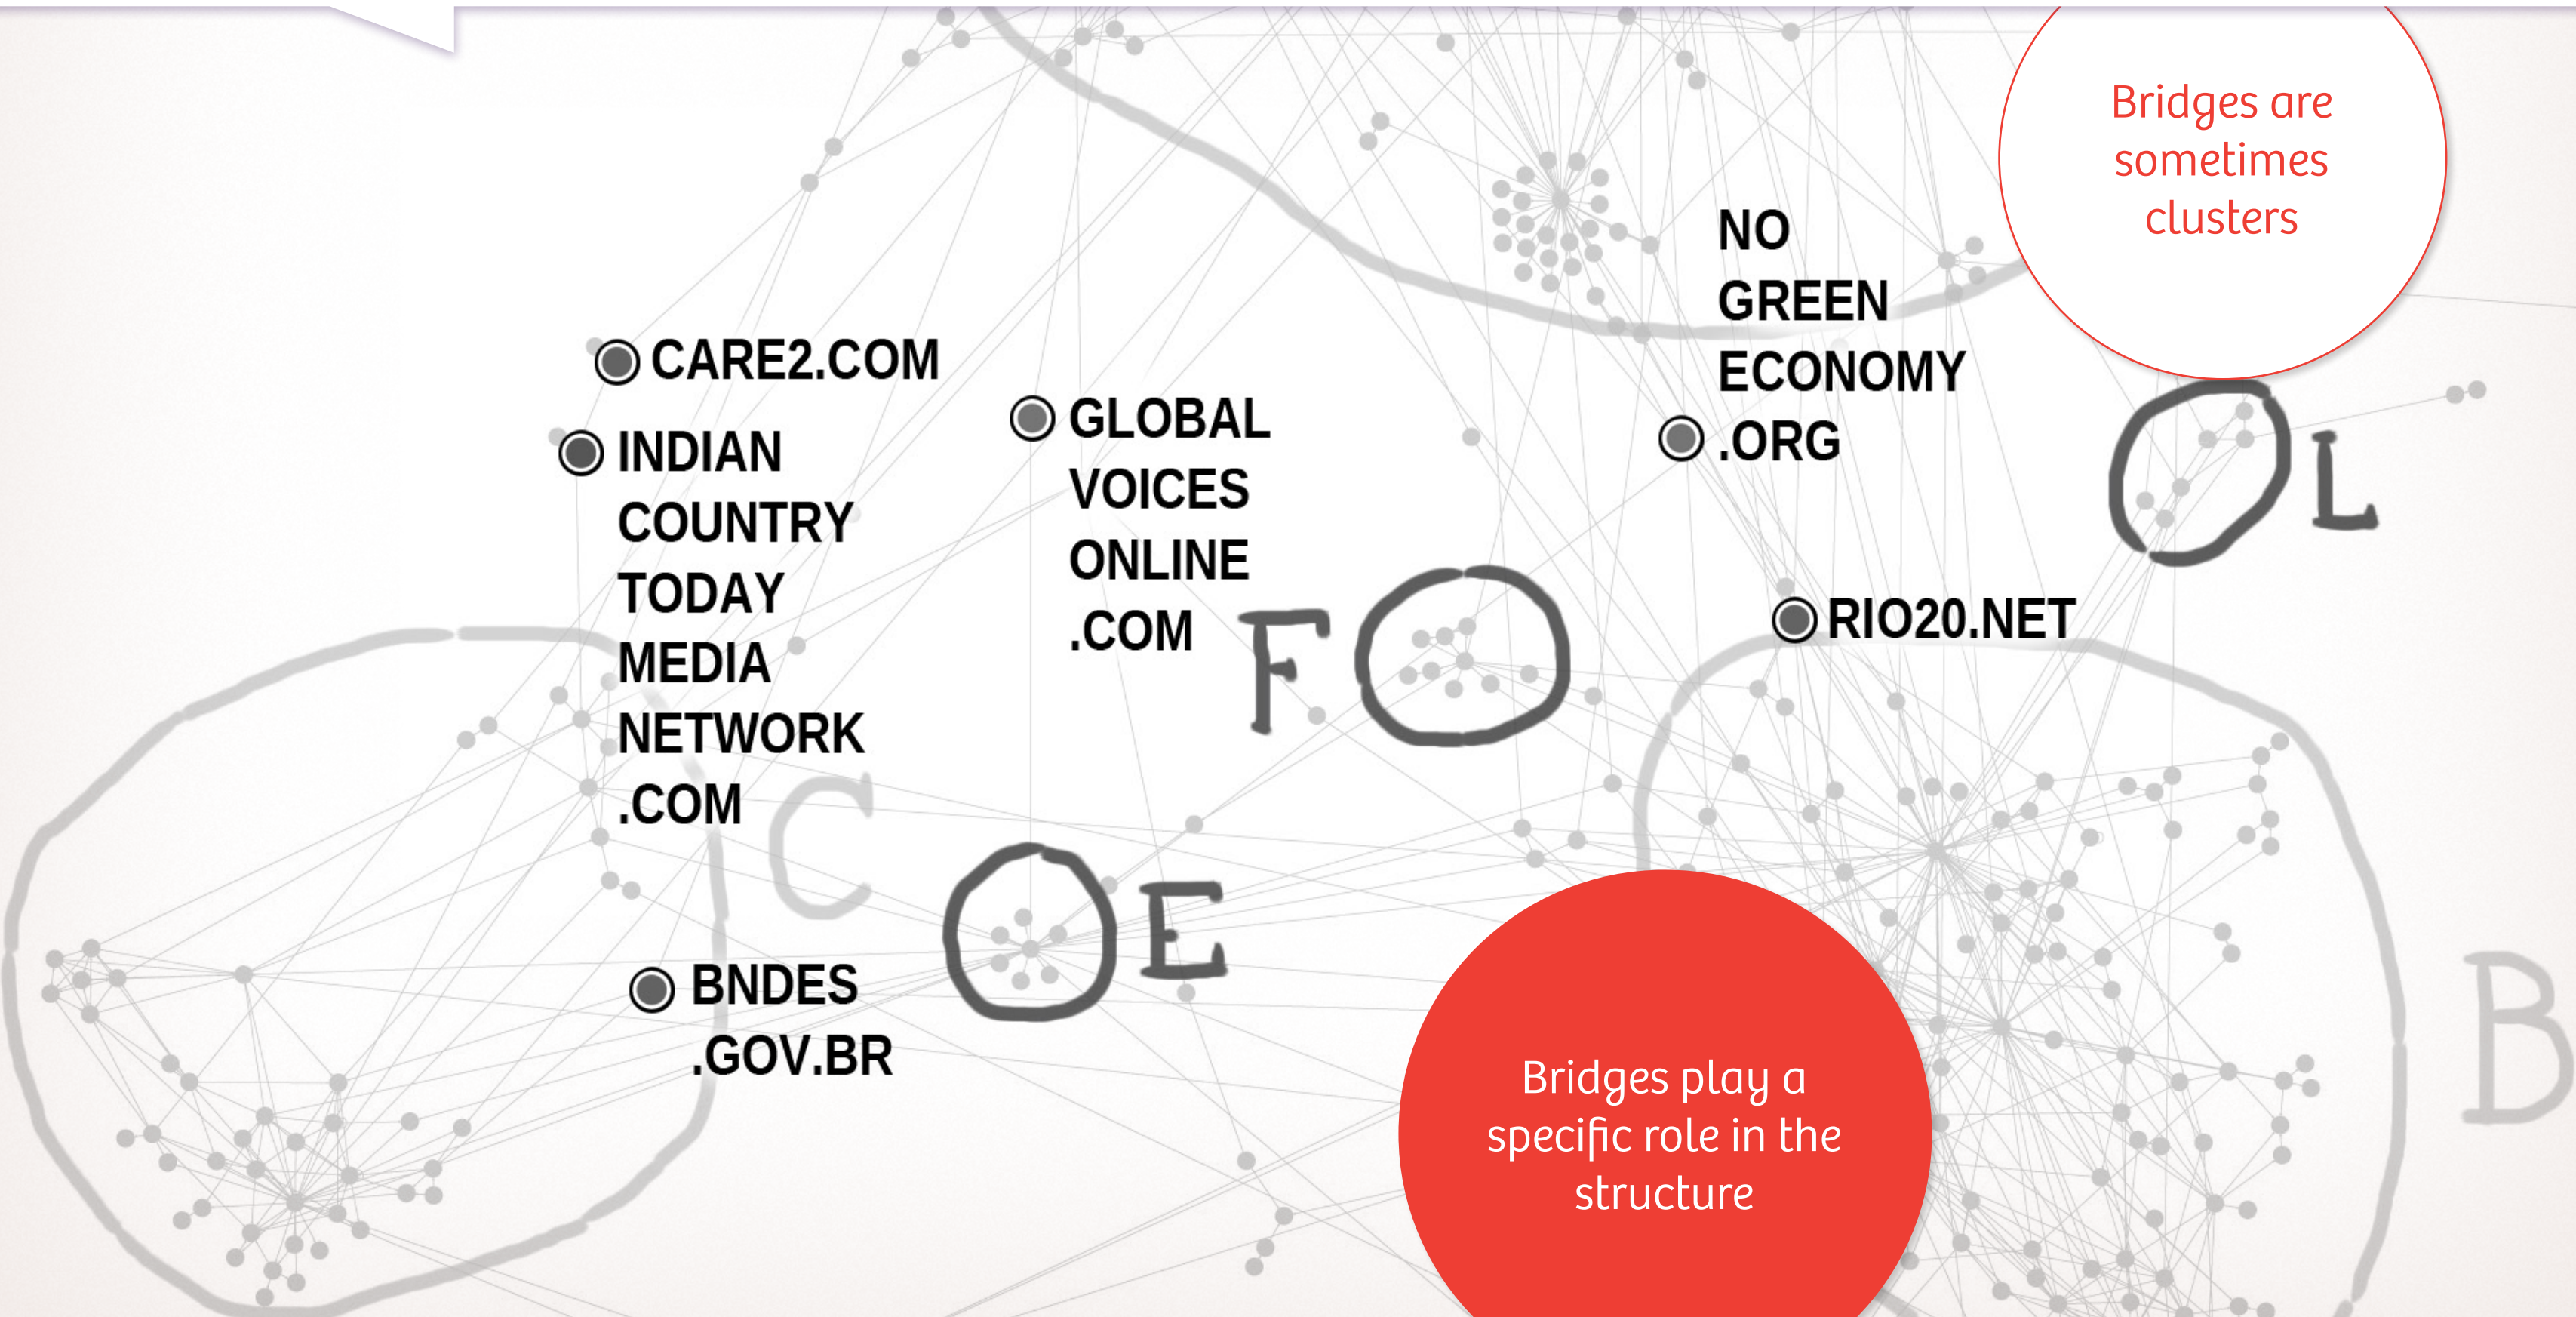 Bridges are
sometimes
clusters
NO
GREEN
ECONOMY
.ORG
CARE2.COM
INDIAN
COUNTRY
TODAY
MEDIA
NETWORK
.COM
GLOBAL
VOICES
ONLINE
.COM
L
RIO20.NET
F
C
E
B
BNDES
.GOV.BR
Bridges play a
specific role in the
structure